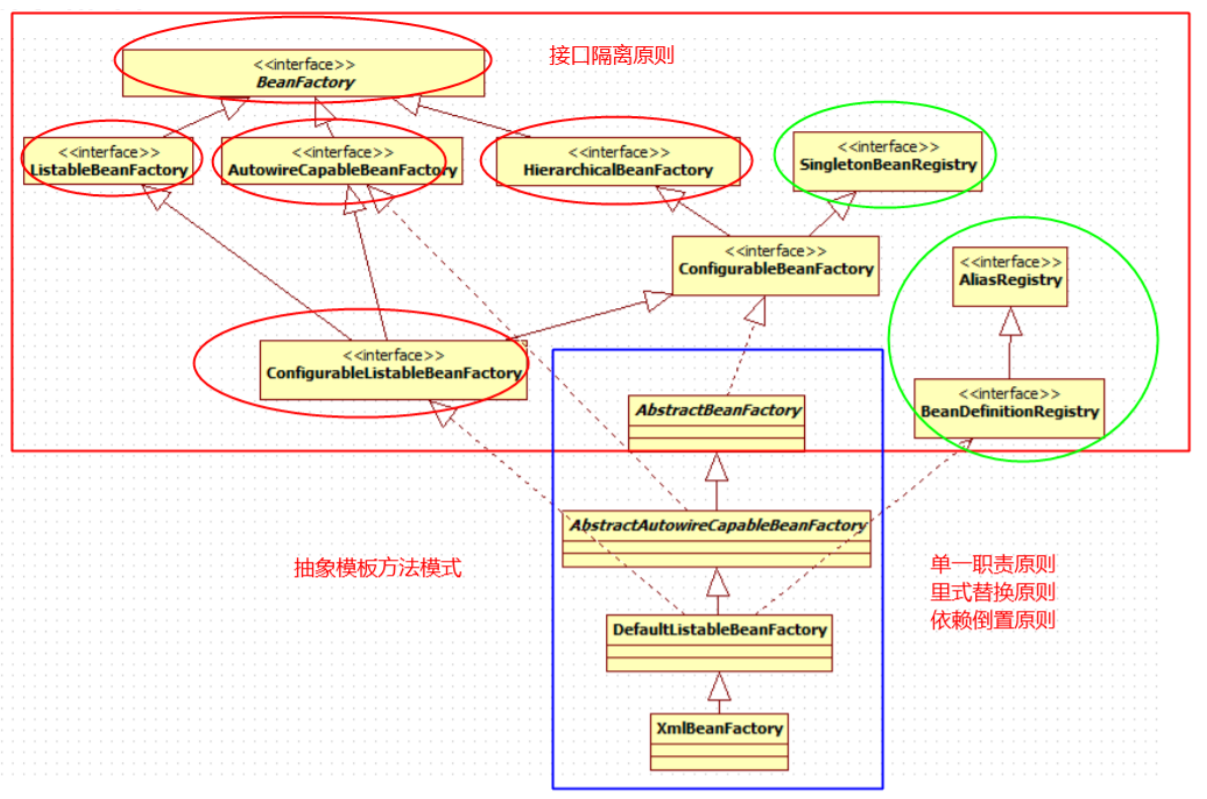 接口隔离原则
<<interface>>
BeanFactory
<<interface>>
ListableBeanFactory
<<interface>>
AutowireCapableBeanFactory
<<interface>>
HierarchicalBeanFactory
<<interface>>
SingletonBeanRegistry
<<interface>>
ConfigurableBeanFactory
<<interface>>
AliasRegistry
<<interface>>
ConfigurableListableBeanFactory
<<interface>>
BeanDefinitionRegistry
AbstractBeanFactory
AbstractAutowireCapableBeanFactory
抽象模板方法模式
单一职责原则
里式替换原则
依赖倒置原则
DefaultListableBeanFactory
XmlBeanFactory